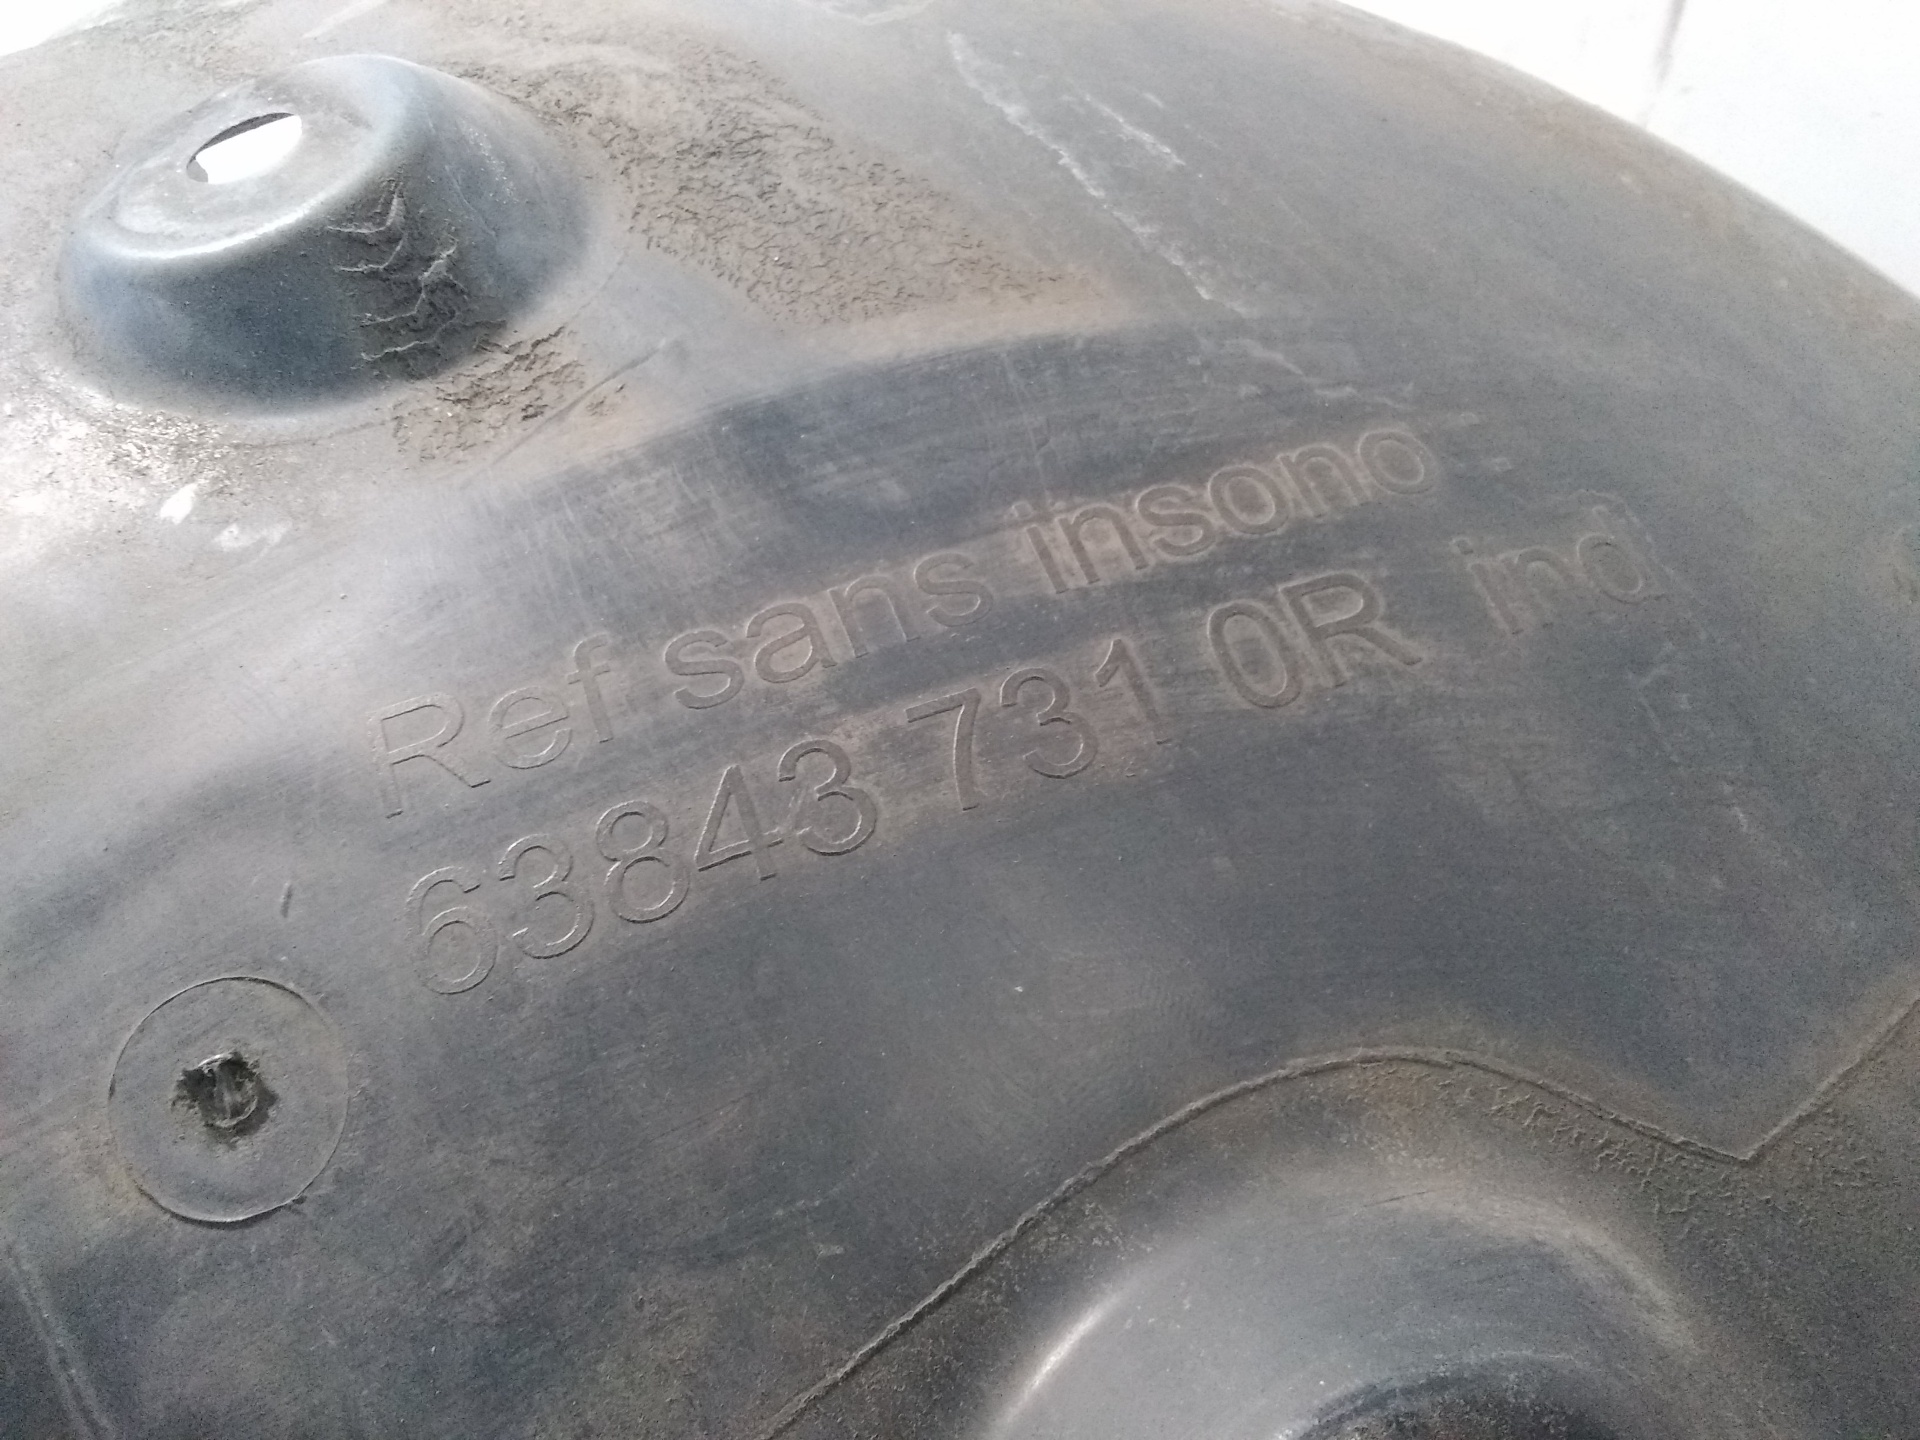 Ref sans insono
63843 731 0R ind